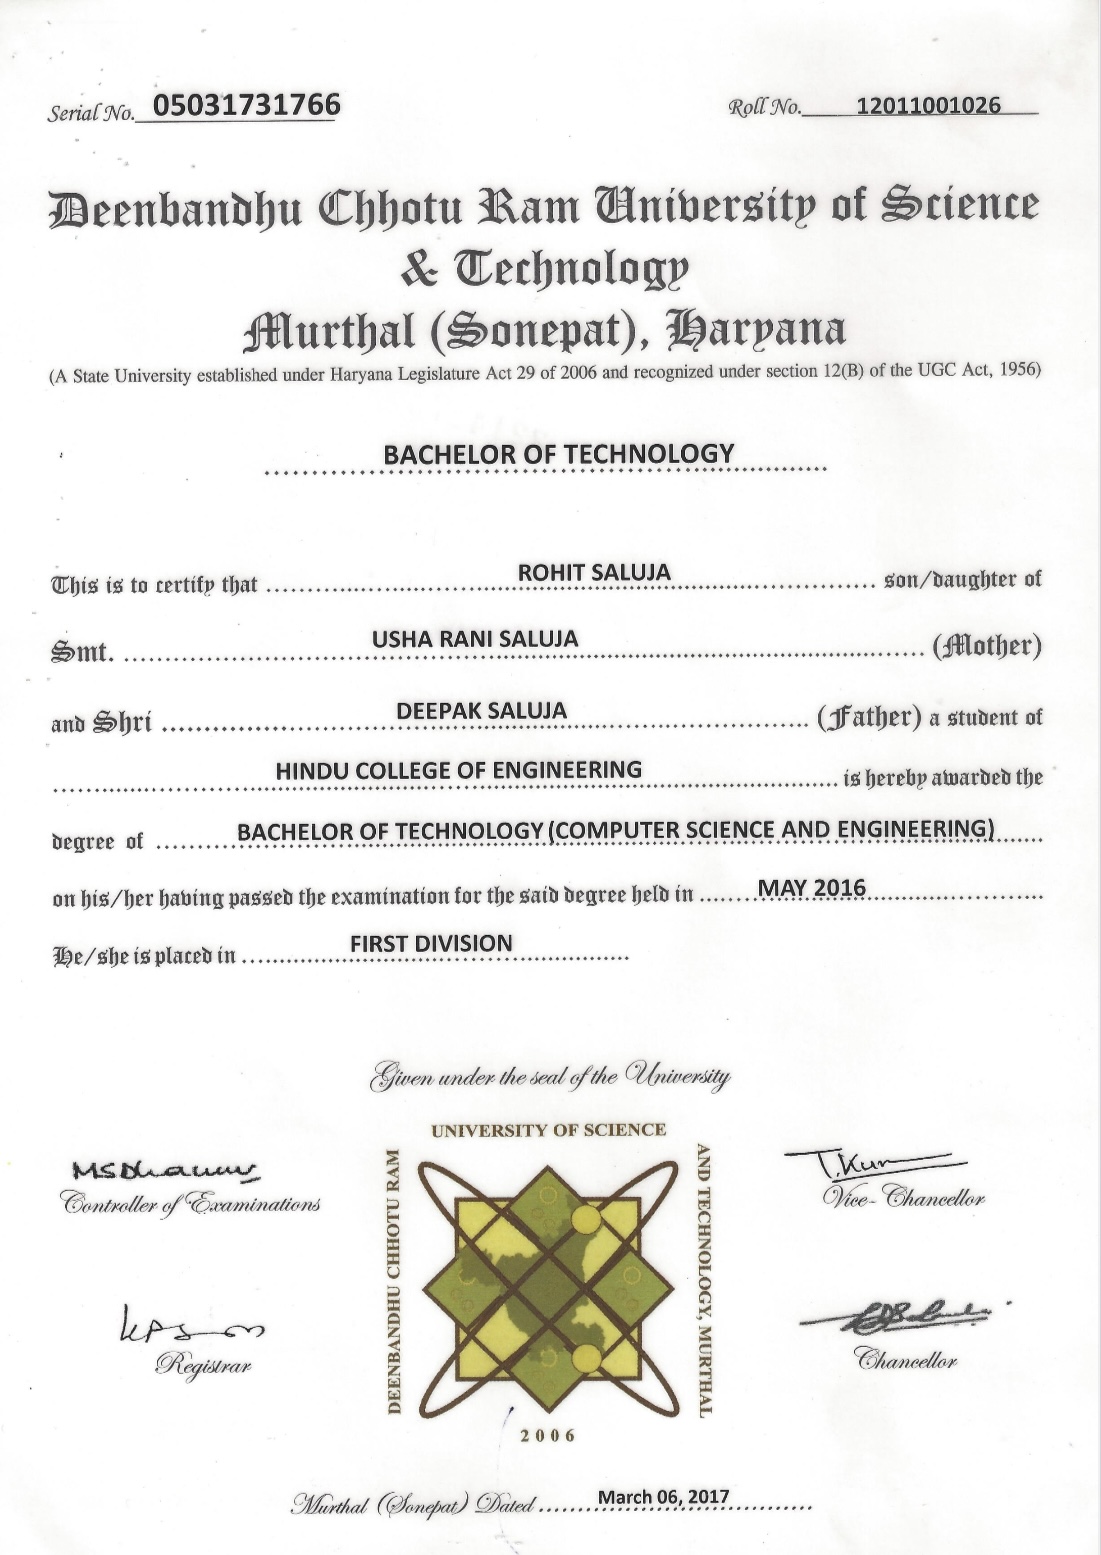 Serial No. 05031731766
Roll No. 12011001026
Deenbandhu Chhotu Ram University of Science
& Technology
Murthal (Sonepat), Haryana
(A State University established under Haryana Legislature Act 29 of 2006 and recognized under section 12(B) of the UGC Act, 1956)
BACHELOR OF TECHNOLOGY
This is to certify that ROHIT SALUJA son/daughter of
Smt. USHA RANI SALUJA (Mother)
and Shri DEEPAK SALUJA (Father) a student of
HINDU COLLEGE OF ENGINEERING is hereby awarded the
degree of BACHELOR OF TECHNOLOGY (COMPUTER SCIENCE AND ENGINEERING)
on his/her having passed the examination for the said degree held in MAY 2016
He/she is placed in FIRST DIVISION
Given under the seal of the University
DEENBANDHU CHHOTU RAM
UNIVERSITY OF SCIENCE
AND TECHNOLOGY, MURTHAL
2006
Controller of Examinations
T.Kum
Vice-Chancellor
Registrar
Chancellor
Murthal (Sonepat) Dated March 06, 2017